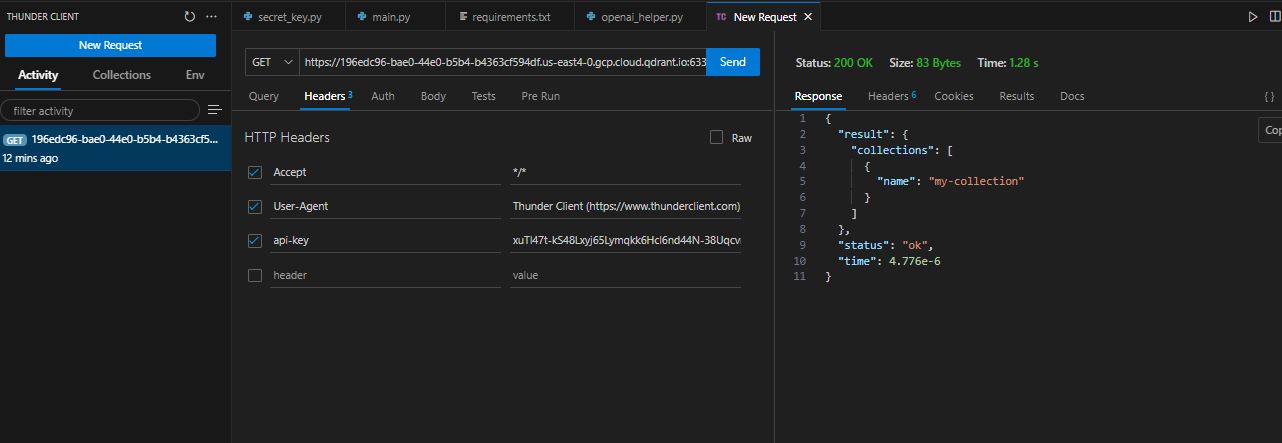 THUNDER CLIENT
New Request
Activity Collections Env
filter activity
GET 196edc96-bae0-44e0-b5b4-b4363cf5...
12 mins ago
secret_key.py main.py requirements.txt openai_helper.py TC New Request
GET https://196edc96-bae0-44e0-b5b4-b4363cf594df.us-east4-0.gcp.cloud.qdrant.io:633 Send
Query Headers 3 Auth Body Tests Pre Run
HTTP Headers Raw
Accept */*
User-Agent Thunder Client (https://www.thunderclient.com)
api-key
header value
Status: 200 OK Size: 83 Bytes Time: 1.28 s
Response Headers 6 Cookies Results Docs { }
Cop
1 {
2 "result": {
3 "collections": [
4 {
5 "name": "my-collection"
6 }
7 ]
8 },
9 "status": "ok",
10 "time": 4.776e-6
11 }